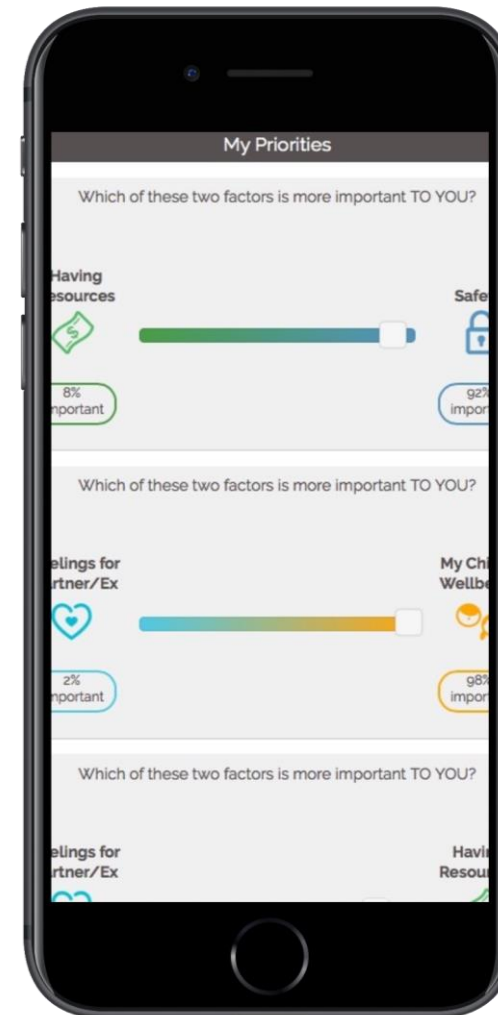 My Priorities
Which of these two factors is more important TO YOU?
Having
esources
Safe
8%
nportant
92%
impor
Which of these two factors is more important TO YOU?
elings for
rtner/Ex
My Chi
Wellbe
2%
nportant
98%
impor
Which of these two factors is more important TO YOU?
elings for
rtner/Ex
Havin
Resour